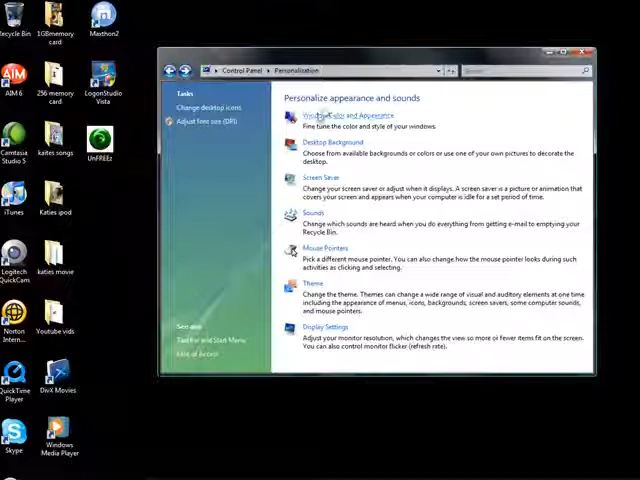 Recycle Bin
1GBmemory
card
Maxthon2
AIM 6
256 memory
card
LogonStudio
Vista
Camtasia
Studio 5
kaites songs
UnFREEz
iTunes
Katies ipod
Logitech
QuickCam
katies movie
Norton
Intern...
Youtube vids
QuickTime
Player
DivX Movies
Skype
Windows
Media Player
Control Panel
Personalization
Search
Tasks
Change desktop icons
Adjust font size (DPI)
See also
Taskbar and Start Menu
Ease of Access
Personalize appearance and sounds
Window Color and Appearance
Fine tune the color and style of your windows.
Desktop Background
Choose from available backgrounds or colors or use one of your own pictures to decorate the
desktop.
Screen Saver
Change your screen saver or adjust when it displays. A screen saver is a picture or animation that
covers your screen and appears when your computer is idle for a set period of time.
Sounds
Change which sounds are heard when you do everything from getting e-mail to emptying your
Recycle Bin.
Mouse Pointers
Pick a different mouse pointer. You can also change how the mouse pointer looks during such
activities as clicking and selecting.
Theme
Change the theme. Themes can change a wide range of visual and auditory elements at one time
including the appearance of menus, icons, backgrounds, screen savers, some computer sounds,
and mouse pointers.
Display Settings
Adjust your monitor resolution, which changes the view so more or fewer items fit on the screen.
You can also control monitor flicker (refresh rate).